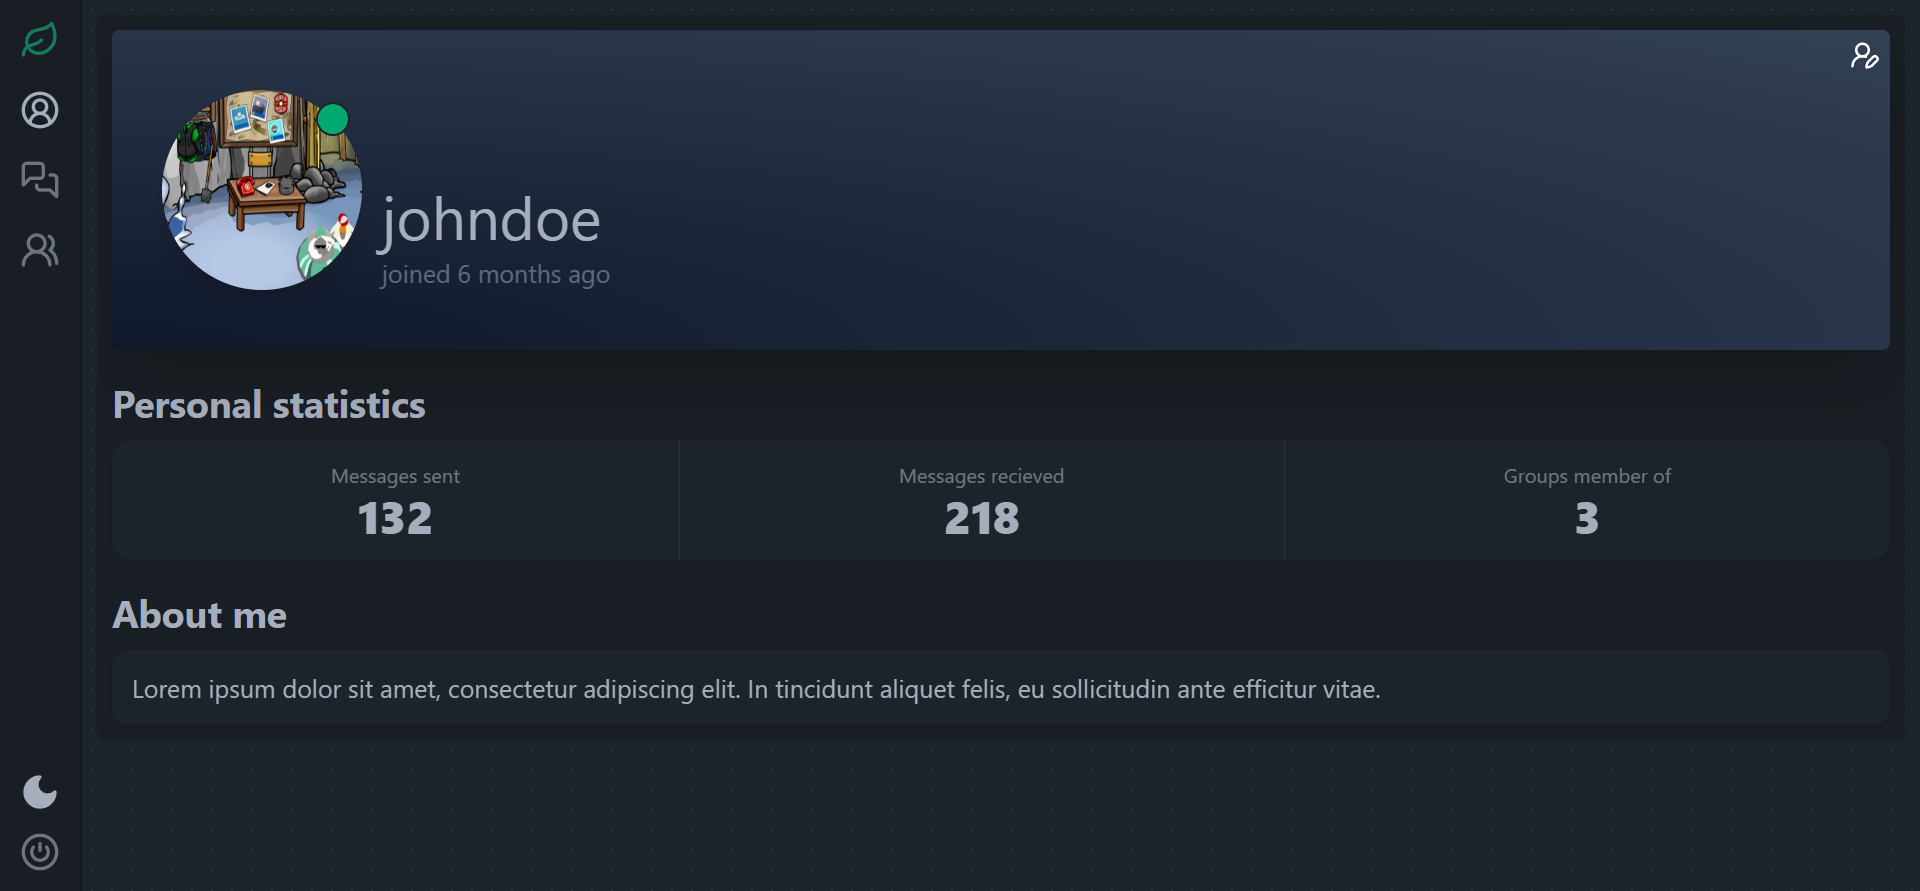 johndoe
joined 6 months ago
Personal statistics
Messages sent
132
Messages recieved
218
Groups member of
3
About me
Lorem ipsum dolor sit amet, consectetur adipiscing elit. In tincidunt aliquet felis, eu sollicitudin ante efficitur vitae.